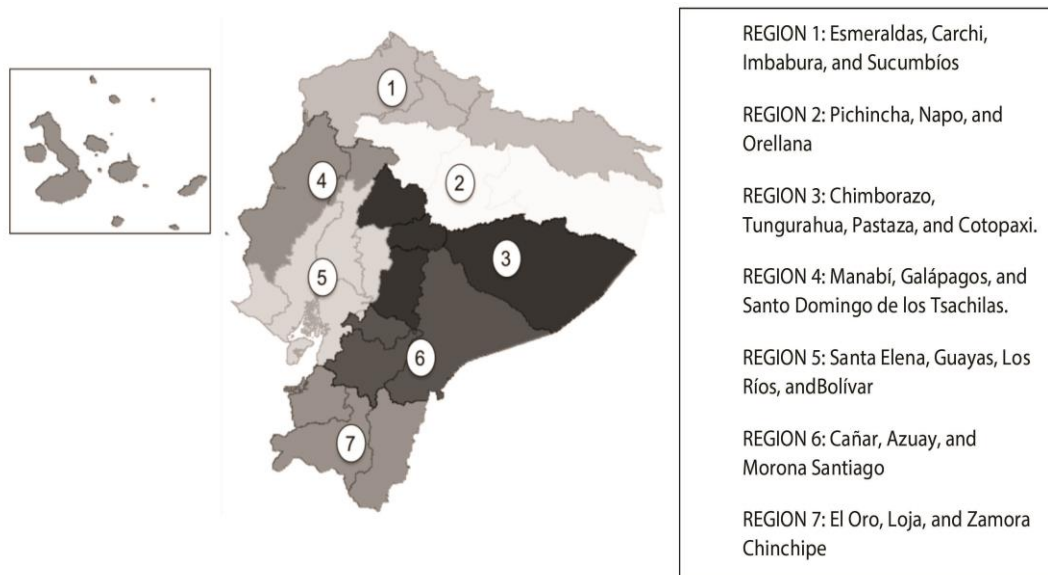 1
2
3
4
5
6
7
REGION 1: Esmeraldas, Carchi,
Imbabura, and Sucumbíos
REGION 2: Pichincha, Napo, and
Orellana
REGION 3: Chimborazo,
Tungurahua, Pastaza, and Cotopaxi.
REGION 4: Manabí, Galápagos, and
Santo Domingo de los Tsachilas.
REGION 5: Santa Elena, Guayas, Los
Ríos, andBolívar
REGION 6: Cañar, Azuay, and
Morona Santiago
REGION 7: El Oro, Loja, and Zamora
Chinchipe